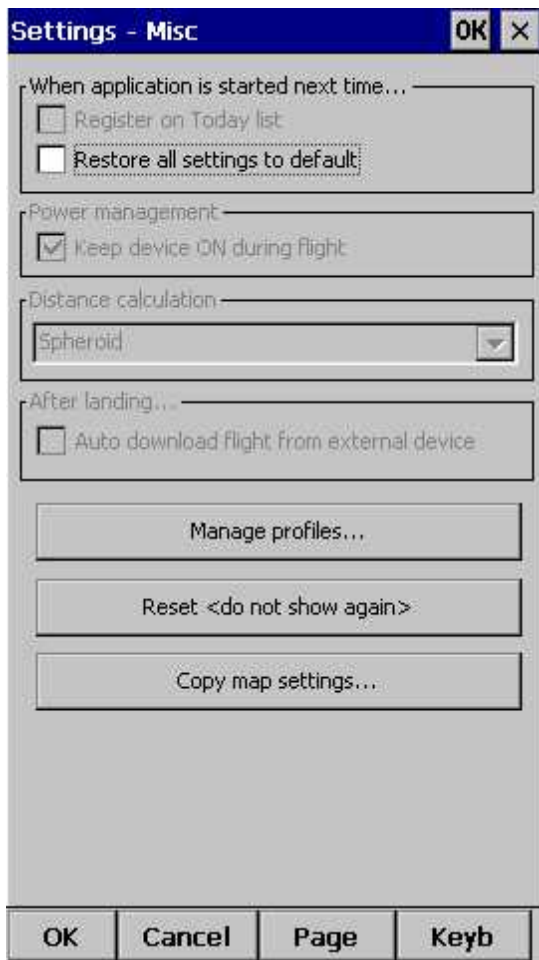 Settings - Misc OK ×
When application is started next time...
Register on Today list
Restore all settings to default
Power management
Keep device ON during flight
Distance calculation
Spheroid
After landing...
Auto download flight from external device
Manage profiles...
Reset <do not show again>
Copy map settings...
OK Cancel Page Keyb